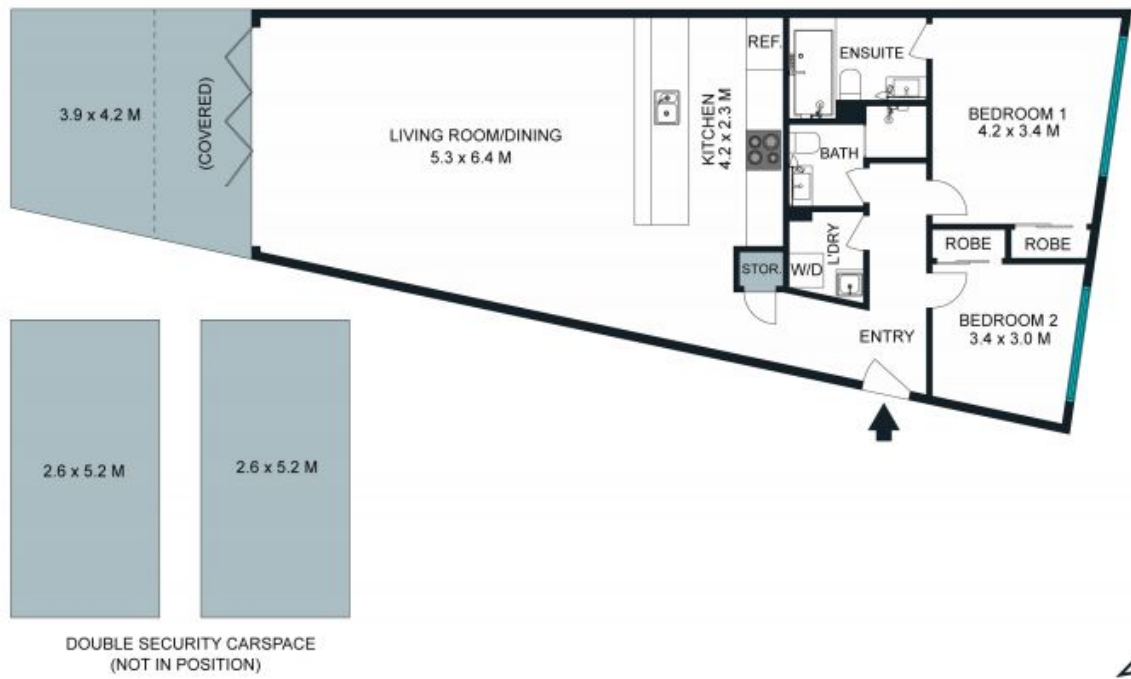 3.9 x 4.2 M
(COVERED)
LIVING ROOM/DINING
5.3 x 6.4 M
KITCHEN
4.2 x 2.3 M
REF.
ENSUITE
BATH
BEDROOM 1
4.2 x 3.4 M
ROBE
ROBE
STOR.
W/D
L'DRY
ENTRY
BEDROOM 2
3.4 x 3.0 M
2.6 x 5.2 M
2.6 x 5.2 M
DOUBLE SECURITY CARSPACE
(NOT IN POSITION)